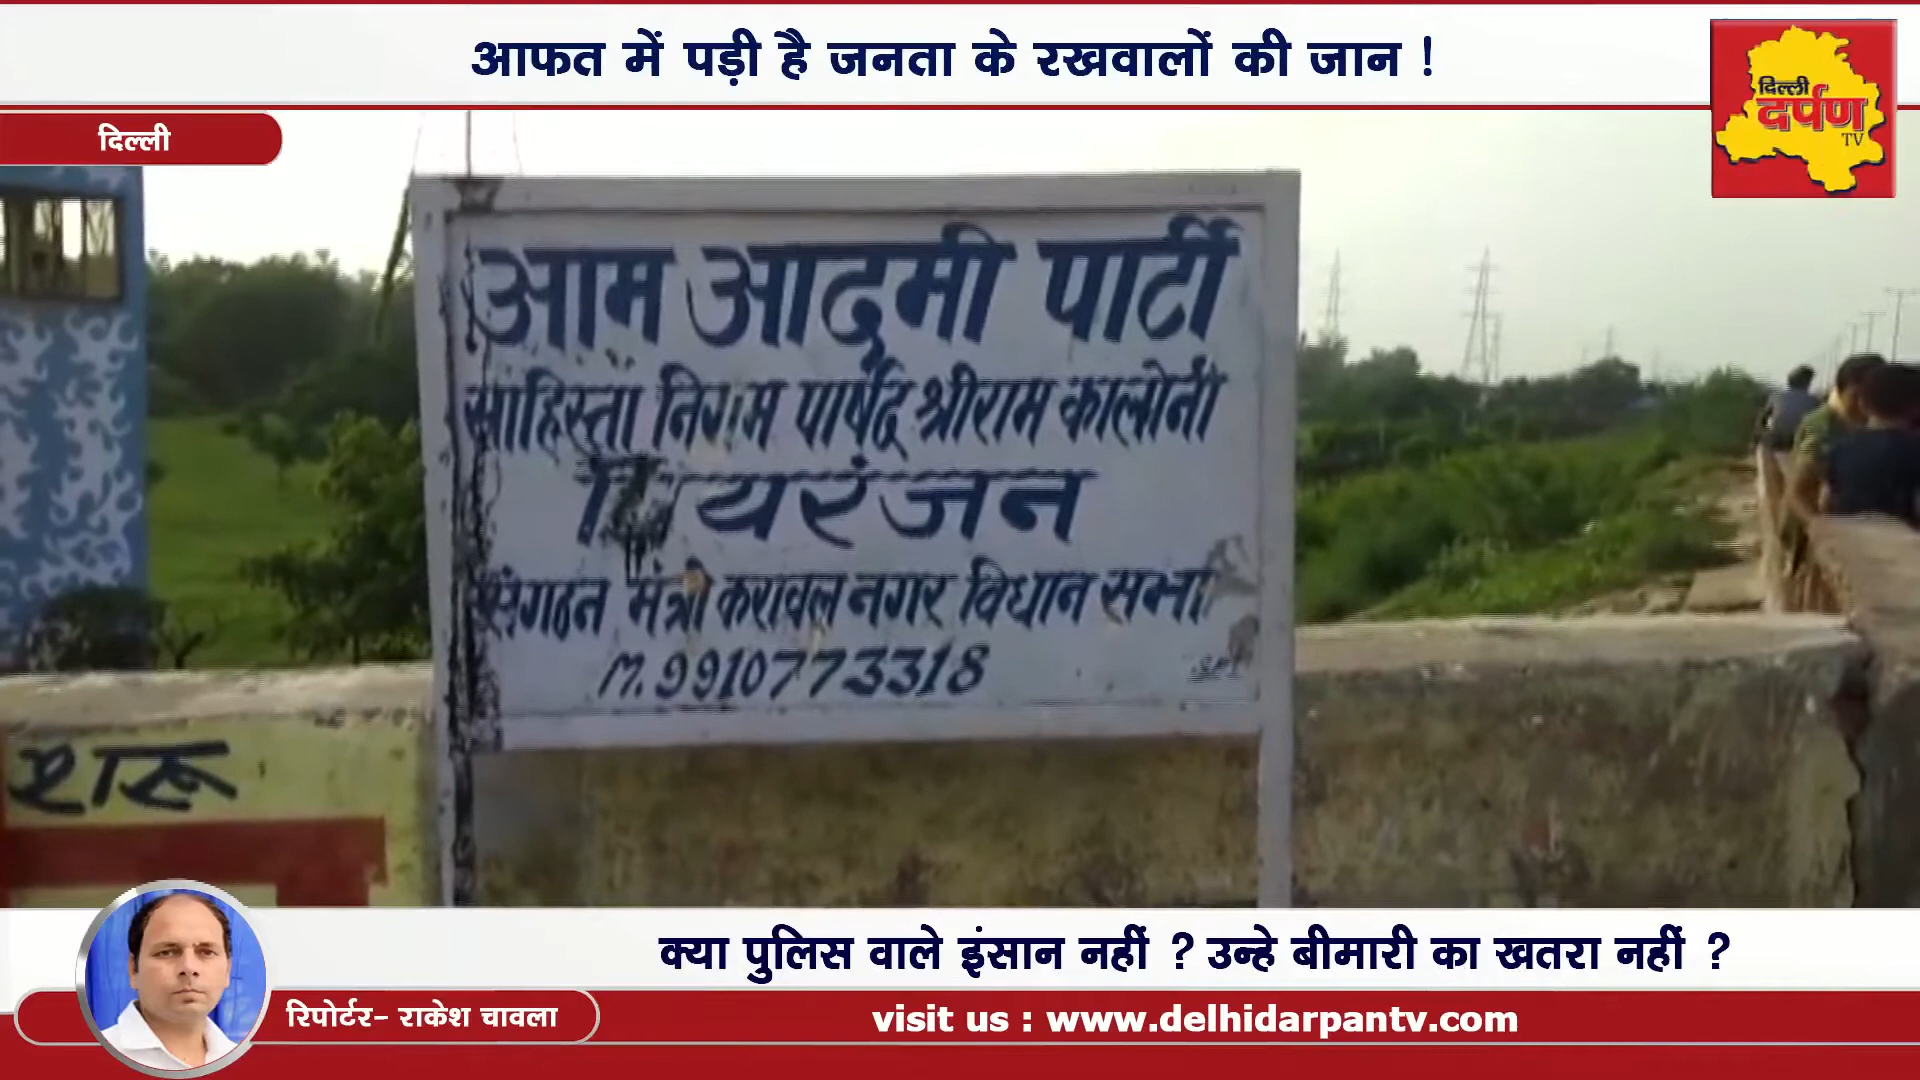 आफत में पड़ी है जनता के रखवालों की जान !
दिल्ली
दिल्ली
दर्पण
TV
आम आदमी पार्टी
साहिस्ता निगम पार्षद श्रीराम कालोनी
यरंजन
संगठन मंत्री करावल नगर विधान सभा
M.9910773318
क्या पुलिस वाले इंसान नहीं ? उन्हे बीमारी का खतरा नहीं ?
रिपोर्टर- राकेश चावला
visit us : www.delhidarpantv.com